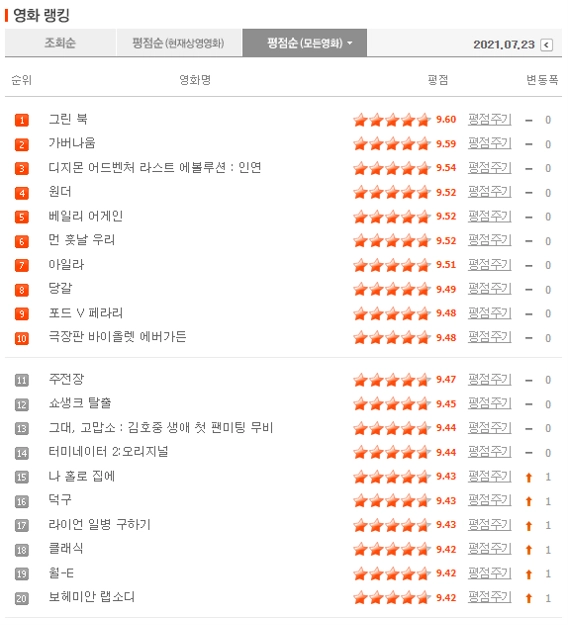 영화 랭킹
조회순 평점순 (현재상영영화) 평점순 (모든영화) 2021.07.23
순위 영화명 평점 변동폭
1 그린 북 9.60 평점주기 0
2 가버나움 9.59 평점주기 0
3 디지몬 어드벤처 라스트 에볼루션 : 인연 9.54 평점주기 0
4 원더 9.52 평점주기 0
5 베일리 어게인 9.52 평점주기 0
6 먼 훗날 우리 9.52 평점주기 0
7 아일라 9.51 평점주기 0
8 당갈 9.49 평점주기 0
9 포드 V 페라리 9.48 평점주기 0
10 극장판 바이올렛 에버가든 9.48 평점주기 0
11 주전장 9.47 평점주기 0
12 쇼생크 탈출 9.45 평점주기 0
13 그대, 고맙소 : 김호중 생애 첫 팬미팅 무비 9.44 평점주기 0
14 터미네이터 2:오리지널 9.44 평점주기 0
15 나 홀로 집에 9.43 평점주기 1
16 덕구 9.43 평점주기 1
17 라이언 일병 구하기 9.43 평점주기 1
18 클래식 9.42 평점주기 1
19 월-E 9.42 평점주기 1
20 보헤미안 랩소디 9.42 평점주기 1